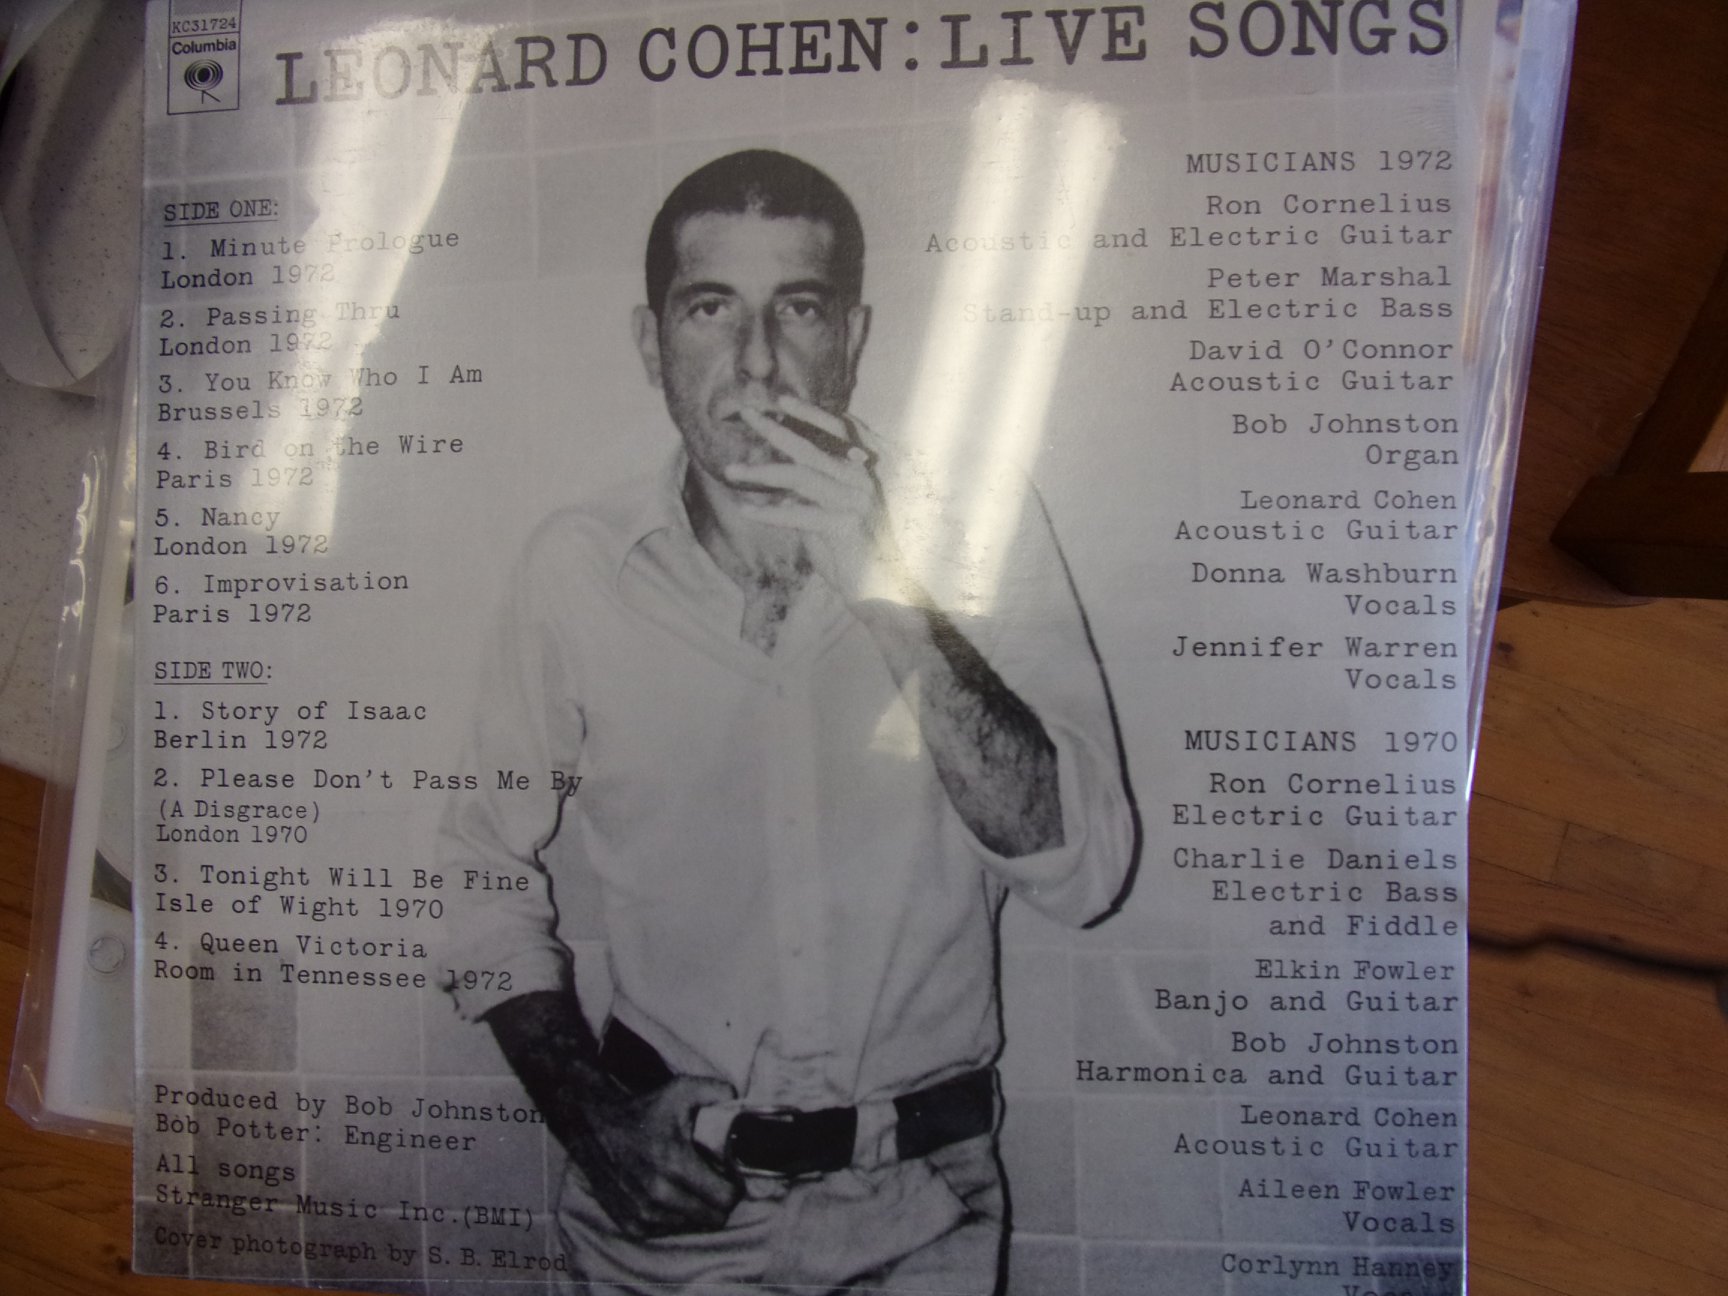 KC31724
Columbia
LEONARD COHEN:LIVE SONGS
SIDE ONE:
1. Minute Prologue
London 1972
2. Passing Thru
London 1972
3. You Know Who I Am
Brussels 1972
4. Bird on the Wire
Paris 1972
5. Nancy
London 1972
6. Improvisation
Paris 1972
SIDE TWO:
1. Story of Isaac
Berlin 1972
2. Please Don't Pass Me By
(A Disgrace)
London 1970
3. Tonight Will Be Fine
Isle of Wight 1970
4. Queen Victoria
Room in Tennessee 1972
Produced by Bob Johnston
Bob Potter: Engineer
All songs
Stranger Music Inc.(BMI)
Cover photograph by S.B.Elrod
MUSICIANS 1972
Ron Cornelius
Acoustic and Electric Guitar
Peter Marshal
Stand-up and Electric Bass
David O'Connor
Acoustic Guitar
Bob Johnston
Organ
Leonard Cohen
Acoustic Guitar
Donna Washburn
Vocals
Jennifer Warren
Vocals
MUSICIANS 1970
Ron Cornelius
Electric Guitar
Charlie Daniels
Electric Bass
and Fiddle
Elkin Fowler
Banjo and Guitar
Bob Johnston
Harmonica and Guitar
Leonard Cohen
Acoustic Guitar
Aileen Fowler
Vocals
Corlynn Hanney